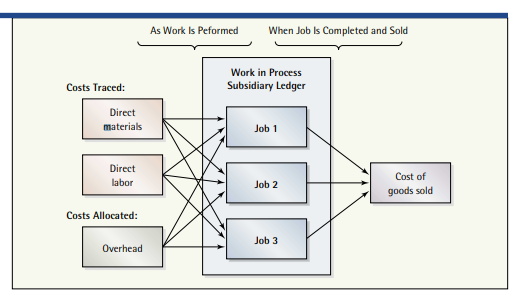 As Work Is Peformed
When Job Is Completed and Sold
Work in Process
Subsidiary Ledger
Costs Traced:
Direct
materials
Job 1
Direct
labor
Job 2
Cost of
goods sold
Costs Allocated:
Overhead
Job 3